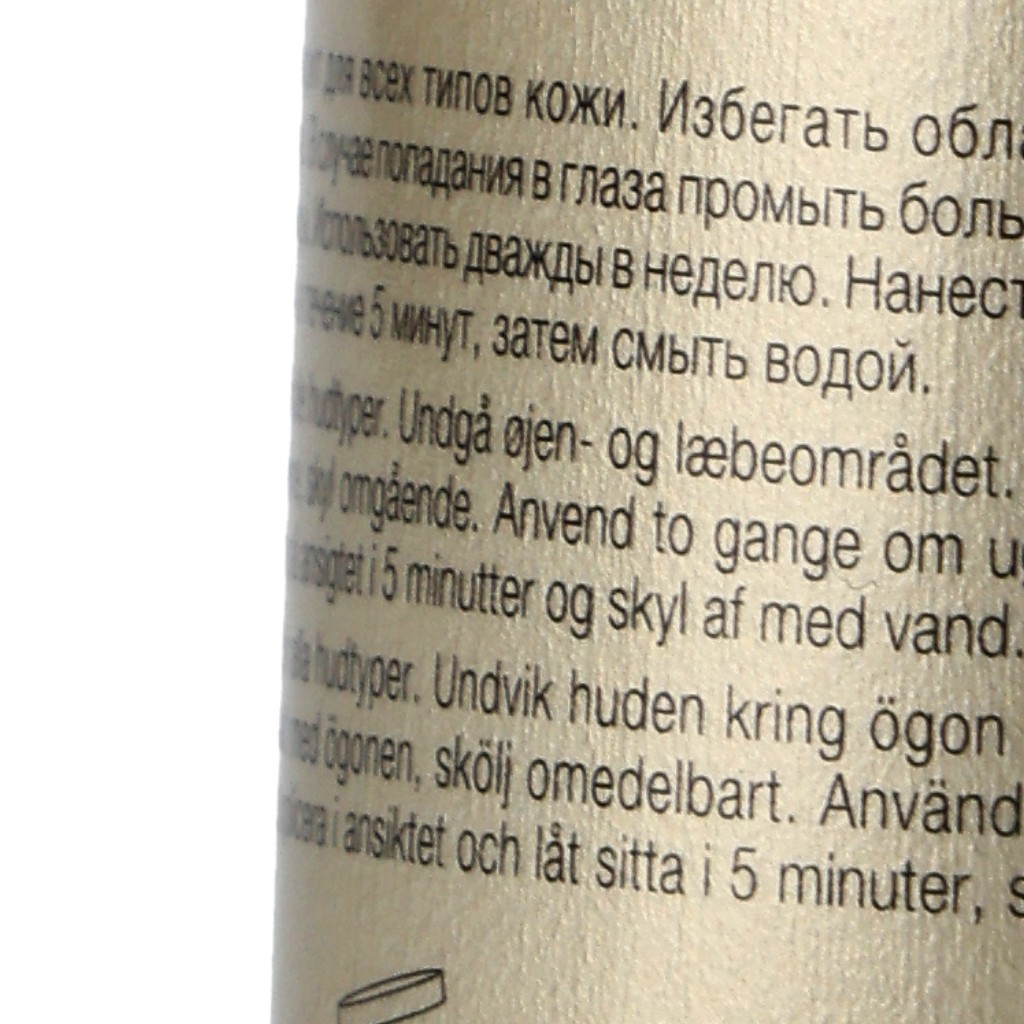 для всех типов кожи. Избегать обла
В случае попадания в глаза промыть боль
Использовать дважды в неделю. Нанест
течение 5 минут, затем смыть водой.
hudtyper. Undgå øjen- og læbeområdet.
skyl omgående. Anvend to gange om u
ansigtet i 5 minutter og skyl af med vand.
hudtyper. Undvik huden kring ögon
med ögonen, skölj omedelbart. Använd
i ansiktet och låt sitta i 5 minuter, s